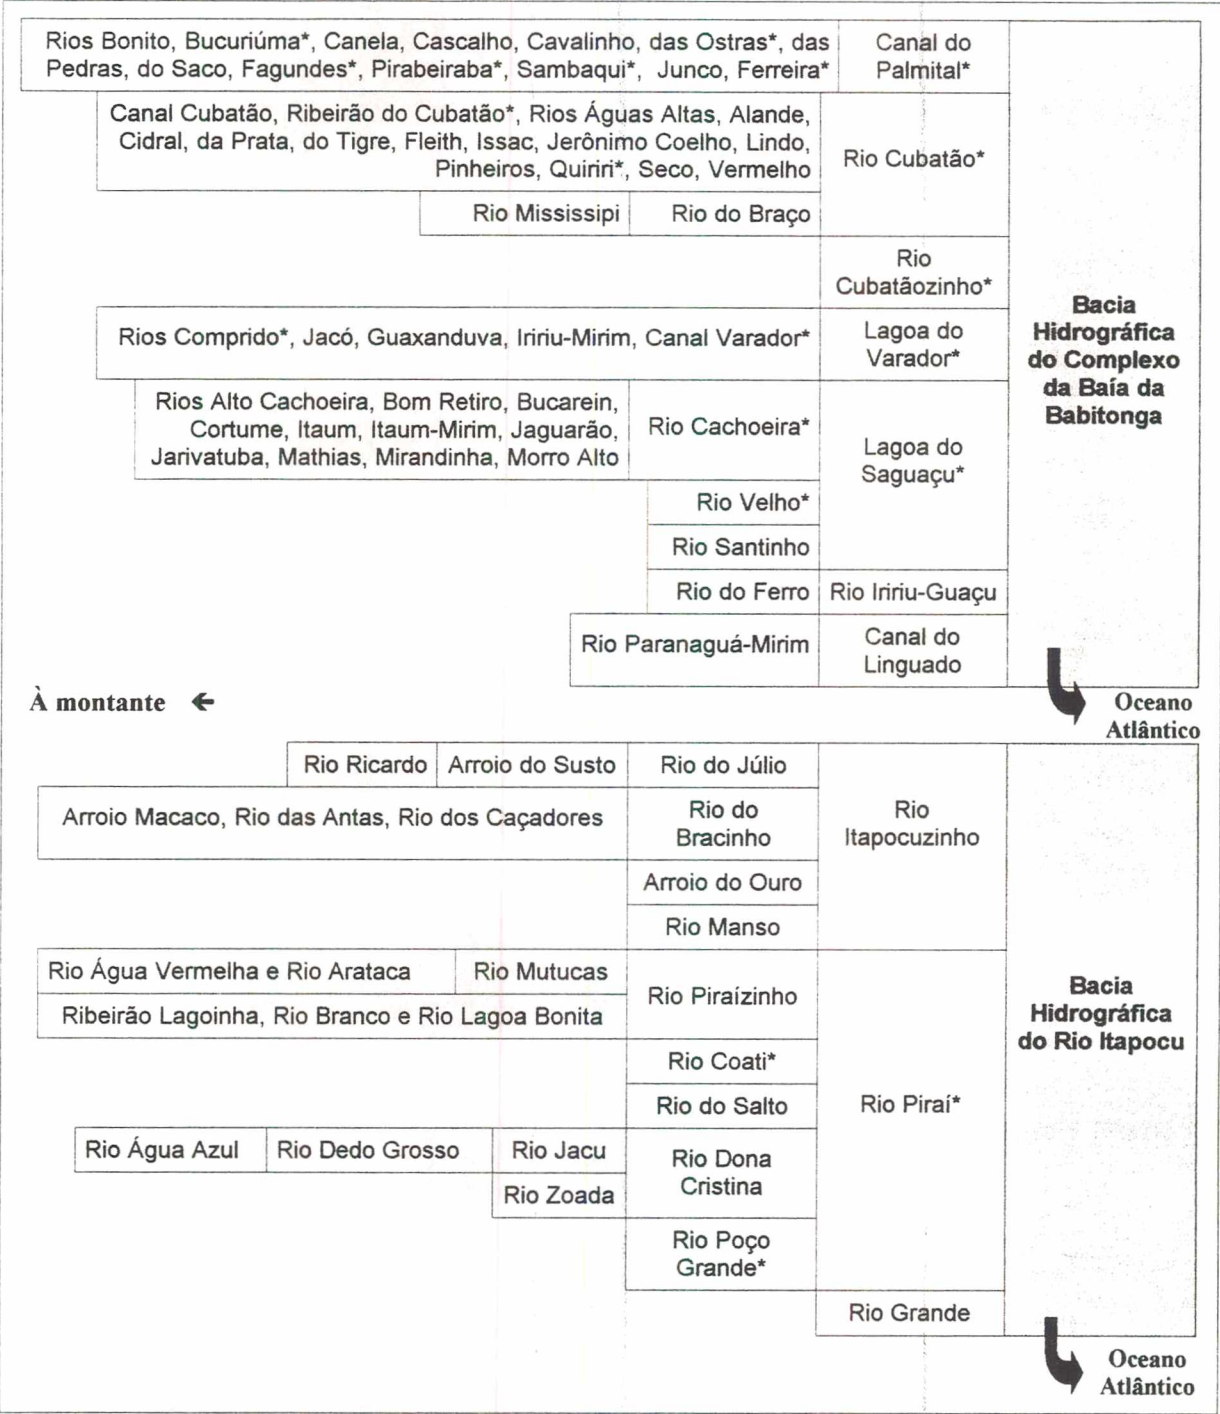 Rios Bonito, Bucuriúma*, Canela, Cascalho, Cavalinho, das Ostras*, das
Pedras, do Saco, Fagundes*, Pirabeiraba*, Sambaqui*, Junco, Ferreira*
Canal do
Palmital*
Canal Cubatão, Ribeirão do Cubatão*, Rios Águas Altas, Alande,
Cidral, da Prata, do Tigre, Fleith, Issac, Jerônimo Coelho, Lindo,
Pinheiros, Quiriri*, Seco, Vermelho
Rio Cubatão*
Rio Mississipi
Rio do Braço
Rio
Cubatãozinho*
Rios Comprido*, Jacó, Guaxanduva, Iririu-Mirim, Canal Varador*
Lagoa do
Varador*
Rios Alto Cachoeira, Bom Retiro, Bucarein,
Cortume, Itaum, Itaum-Mirim, Jaguarão,
Jarivatuba, Mathias, Mirandinha, Morro Alto
Rio Cachoeira*
Lagoa do
Saguaçu*
Rio Velho*
Rio Santinho
Rio do Ferro
Rio Iririu-Guaçu
Rio Paranaguá-Mirim
Canal do
Linguado
Bacia
Hidrográfica
do Complexo
da Baía da
Babitonga
À montante ←
Oceano
Atlântico
Rio Ricardo
Arroio do Susto
Rio do Júlio
Rio
Itapocuzinho
Arroio Macaco, Rio das Antas, Rio dos Caçadores
Rio do
Bracinho
Arroio do Ouro
Rio Manso
Rio Água Vermelha e Rio Arataca
Rio Mutucas
Rio Piraízinho
Ribeirão Lagoinha, Rio Branco e Rio Lagoa Bonita
Rio Coati*
Rio do Salto
Rio Piraí*
Rio Água Azul
Rio Dedo Grosso
Rio Jacu
Rio Dona
Cristina
Rio Zoada
Rio Poço
Grande*
Rio Grande
Bacia
Hidrográfica
do Rio Itapocu
Oceano
Atlântico